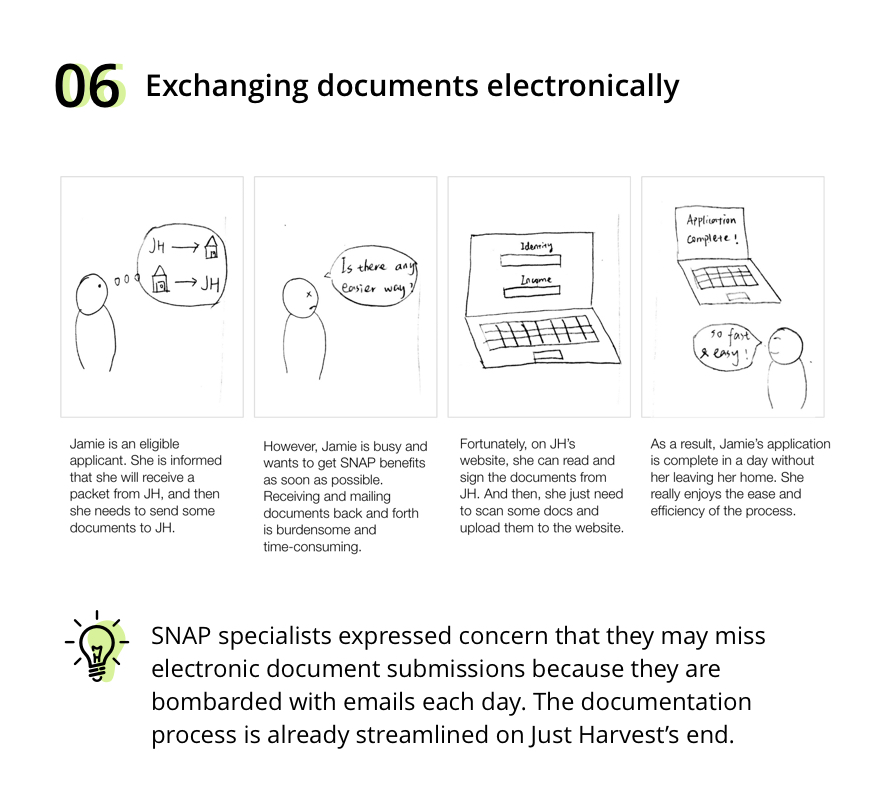 06 Exchanging documents electronically
JH → 
→ JH
Is there any
easier way?
Identity
Income
Application
complete!
so fast
& easy!
Jamie is an eligible
applicant. She is informed
that she will receive a
packet from JH, and then
she needs to send some
documents to JH.
However, Jamie is busy and
wants to get SNAP benefits
as soon as possible.
Receiving and mailing
documents back and forth
is burdensome and
time-consuming.
Fortunately, on JH’s
website, she can read and
sign the documents from
JH. And then, she just need
to scan some docs and
upload them to the website.
As a result, Jamie’s application
is complete in a day without
her leaving her home. She
really enjoys the ease and
efficiency of the process.
SNAP specialists expressed concern that they may miss
electronic document submissions because they are
bombarded with emails each day. The documentation
process is already streamlined on Just Harvest’s end.